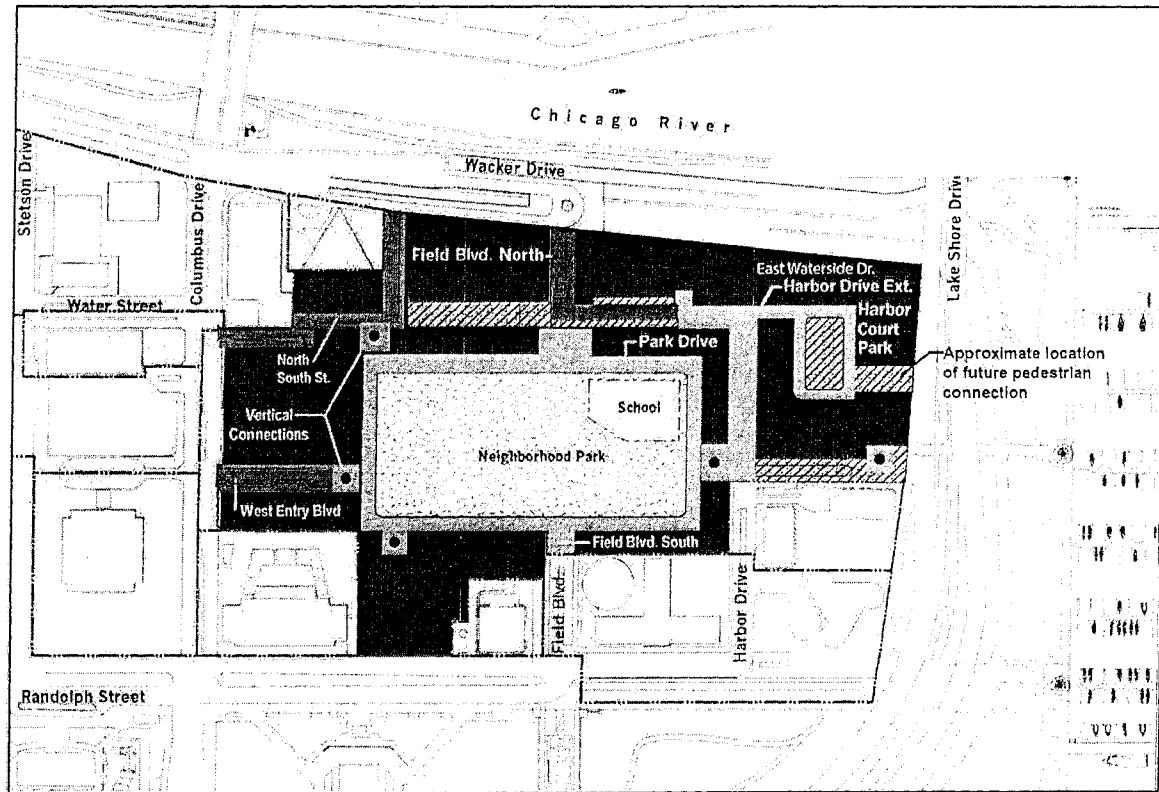 Chicago River
Wacker Drive
Stetson Drive
Columbus Drive
Lake Shore Drive
Field Blvd. North
East Waterside Dr.
Harbor Drive Ext.
Water Street
Harbor
Court
Park
North
South St.
Park Drive
Approximate location
of future pedestrian
connection
School
Vertical
Connections
Neighborhood Park
West Entry Blvd
Field Blvd. South
Field Blvd.
Harbor Drive
Randolph Street